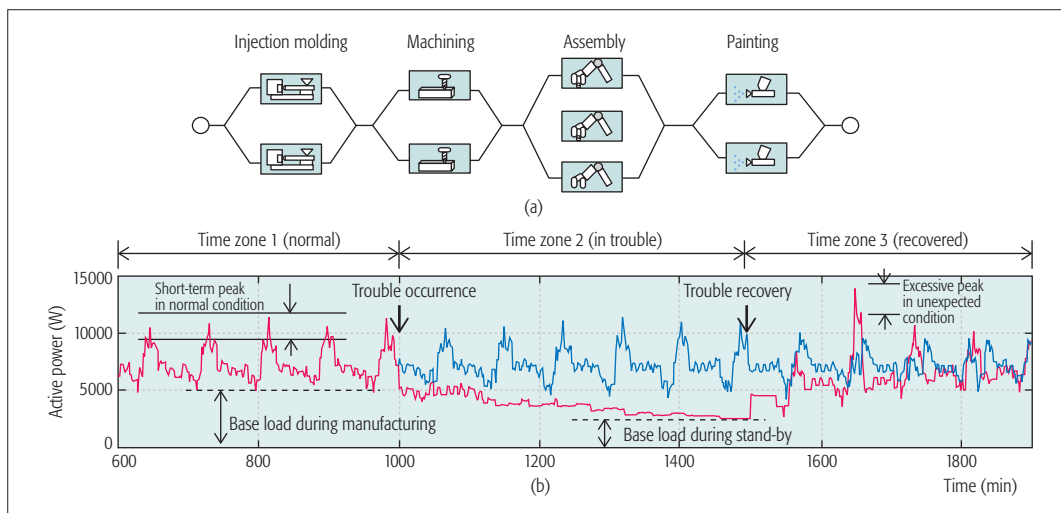 Injection molding
Machining
Assembly
Painting
(a)
Time zone 1 (normal)
Time zone 2 (in trouble)
Time zone 3 (recovered)
15000
10000
5000
0
Active power (W)
Short-term peak
in normal condition
Trouble occurrence
Trouble recovery
Excessive peak
in unexpected
condition
Base load during manufacturing
Base load during stand-by
600
800
1000
1200
1400
1600
1800
(b)
Time (min)